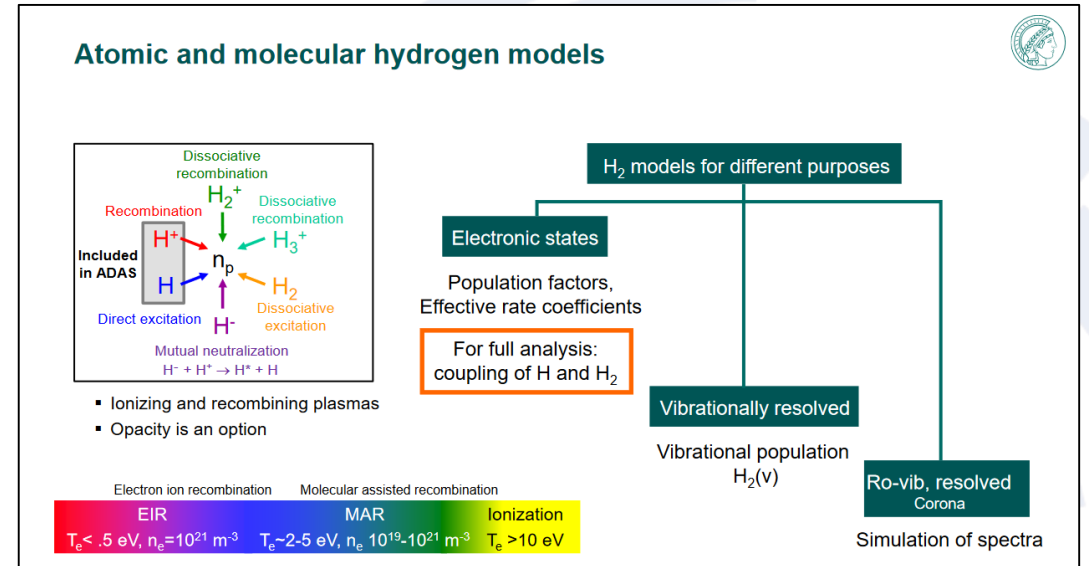 Atomic and molecular hydrogen models
Dissociative
recombination
H₂⁺
Recombination
Dissociative
recombination
H⁺
H₃⁺
Included
in ADAS
nₚ
H
H₂
Direct excitation
H⁻
Dissociative
excitation
Mutual neutralization
H⁻ + H⁺ → H* + H
▪ Ionizing and recombining plasmas
▪ Opacity is an option
Electron ion recombination
Molecular assisted recombination
EIR
MAR
Ionization
Tₑ< .5 eV, nₑ=10²¹ m⁻³
Tₑ~2-5 eV, nₑ 10¹⁹-10²¹ m⁻³
Tₑ >10 eV
H₂ models for different purposes
Electronic states
Population factors,
Effective rate coefficients
For full analysis:
coupling of H and H₂
Vibrationally resolved
Vibrational population
H₂(v)
Ro-vib, resolved
Corona
Simulation of spectra